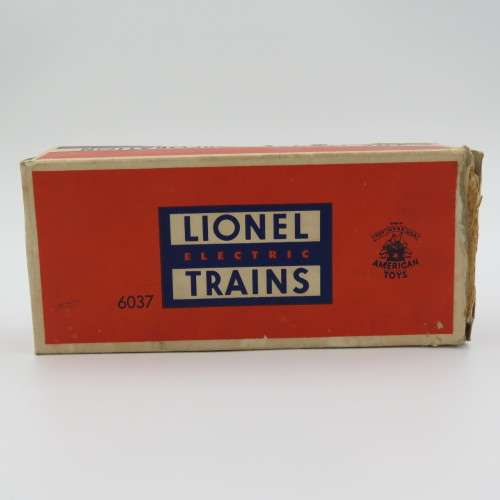 LIONEL
ELECTRIC
TRAINS
6037
AMERICAN
TOYS